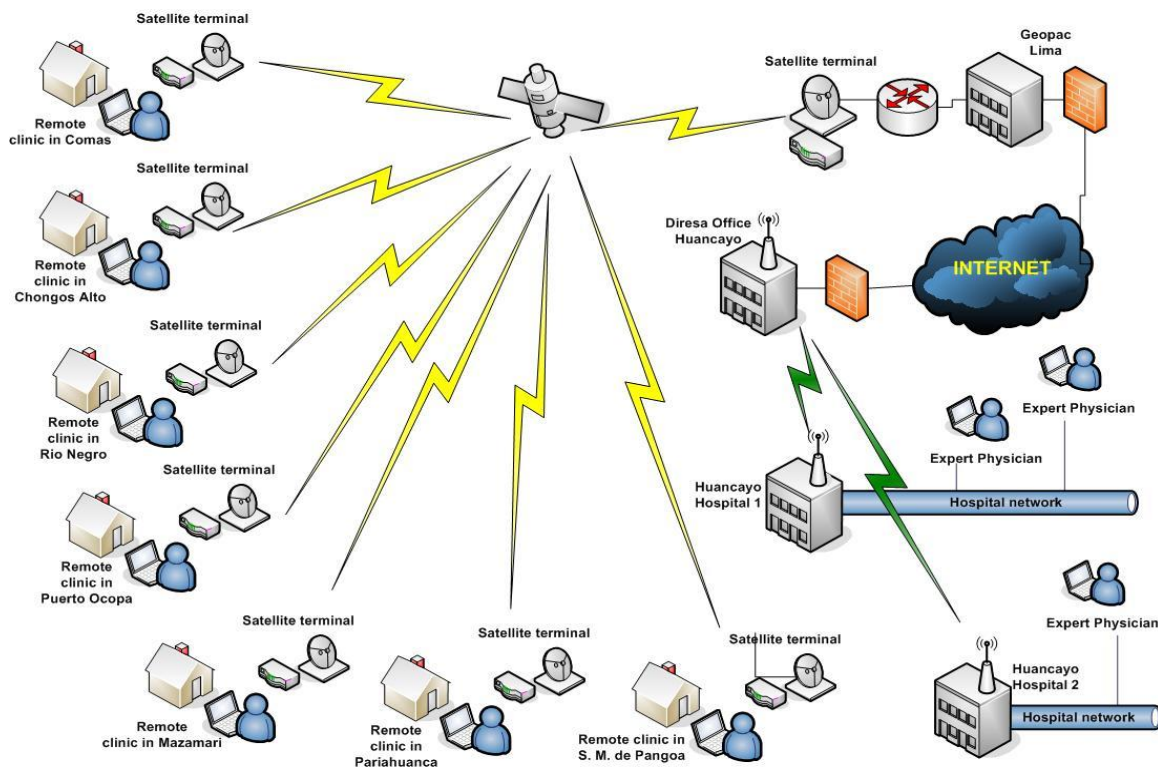 Satellite terminal
Remote
clinic in Comas
Satellite terminal
Remote
clinic in
Chongos Alto
Satellite terminal
Remote
clinic in
Rio Negro
Satellite terminal
Remote
clinic in
Puerto Ocopa
Satellite terminal
Remote
clinic in Mazamari
Satellite terminal
Remote
clinic in
Pariahuanca
Satellite terminal
Remote clinic in
S. M. de Pangoa
Satellite terminal
Geopac
Lima
Diresa Office
Huancayo
INTERNET
Expert Physician
Expert Physician
Huancayo
Hospital 1
Hospital network
Expert Physician
Huancayo
Hospital 2
Hospital network